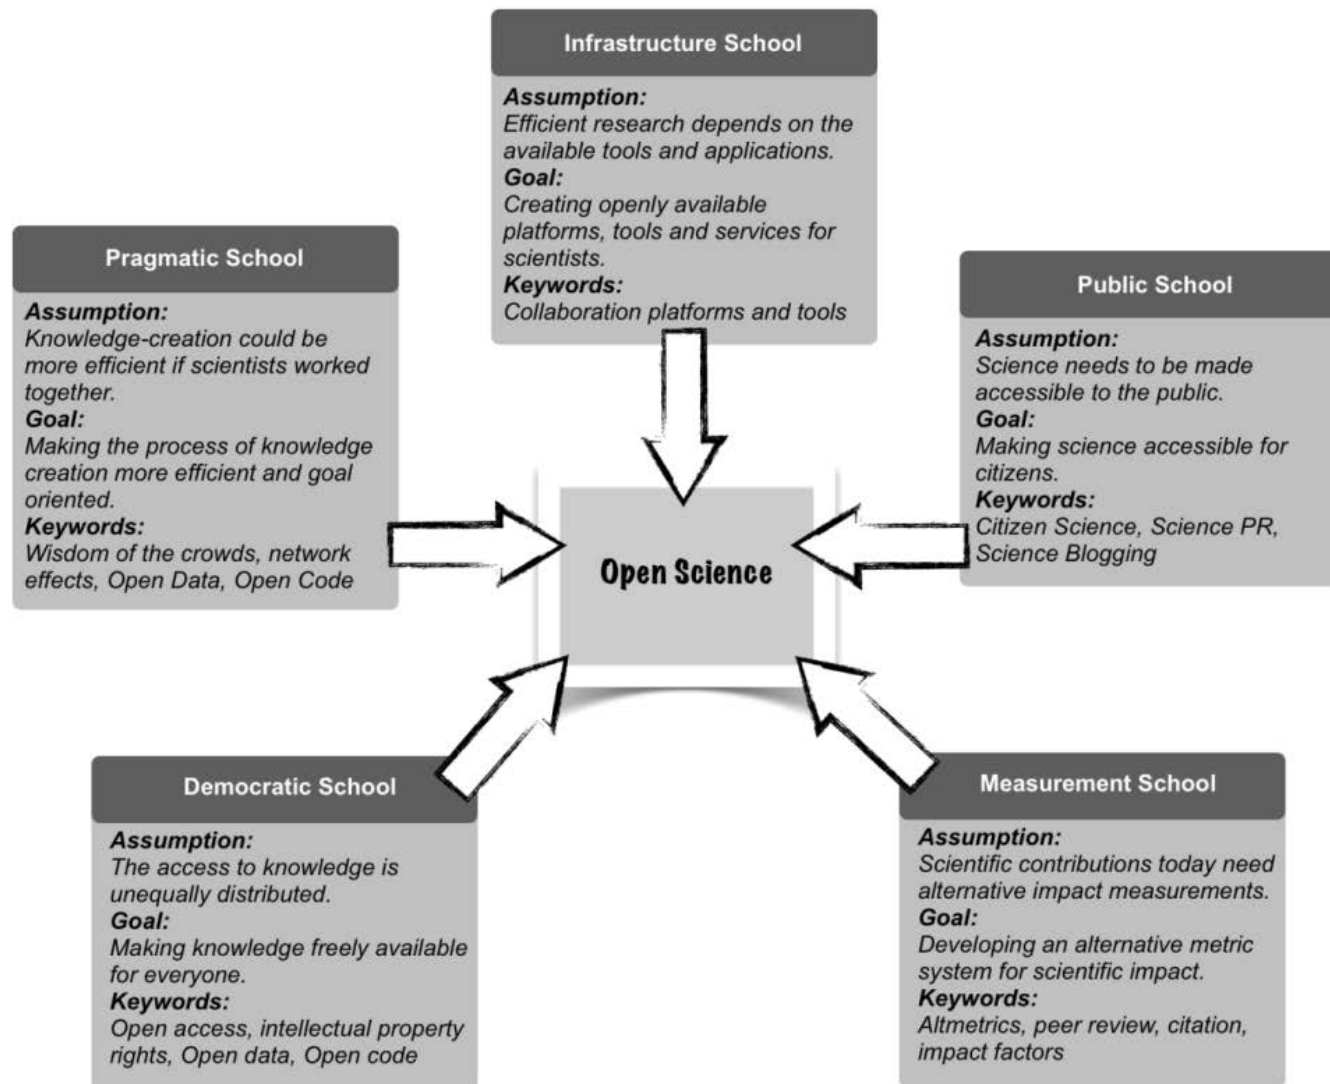 Infrastructure School
Assumption:
Efficient research depends on the
available tools and applications.
Goal:
Creating openly available
platforms, tools and services for
scientists.
Keywords:
Collaboration platforms and tools
Pragmatic School
Assumption:
Knowledge-creation could be
more efficient if scientists worked
together.
Goal:
Making the process of knowledge
creation more efficient and goal
oriented.
Keywords:
Wisdom of the crowds, network
effects, Open Data, Open Code
Public School
Assumption:
Science needs to be made
accessible to the public.
Goal:
Making science accessible for
citizens.
Keywords:
Citizen Science, Science PR,
Science Blogging
Open Science
Democratic School
Assumption:
The access to knowledge is
unequally distributed.
Goal:
Making knowledge freely available
for everyone.
Keywords:
Open access, intellectual property
rights, Open data, Open code
Measurement School
Assumption:
Scientific contributions today need
alternative impact measurements.
Goal:
Developing an alternative metric
system for scientific impact.
Keywords:
Altmetrics, peer review, citation,
impact factors